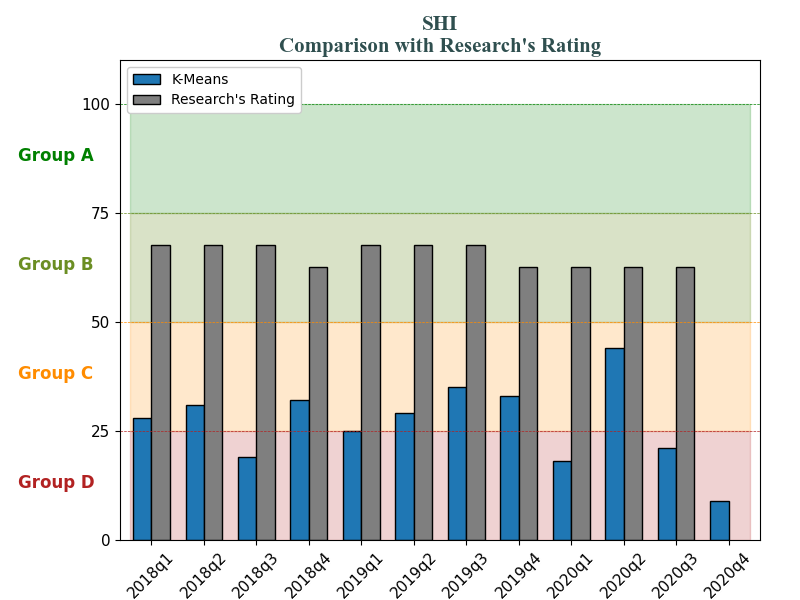 SHI
Comparison with Research's Rating
K-Means
Research's Rating
100
Group A
75
Group B
50
Group C
25
Group D
0
2018q1
2018q2
2018q3
2018q4
2019q1
2019q2
2019q3
2019q4
2020q1
2020q2
2020q3
2020q4